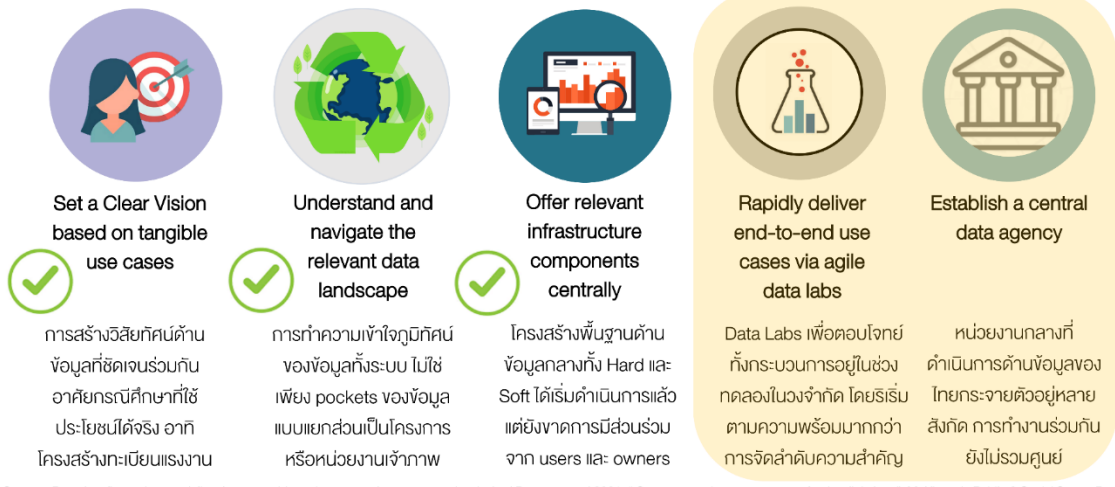 Set a Clear Vision
based on tangible
use cases
การสร้างวิสัยทัศน์ด้าน
ข้อมูลที่ชัดเจนร่วมกัน
อาศัยกรณีศึกษาที่ใช้
ประโยชน์ได้จริง อาทิ
โครงสร้างทะเบียนแรงงาน
Understand and
navigate the
relevant data
landscape
การทำความเข้าใจภูมิทัศน์
ของข้อมูลทั้งระบบ ไม่ใช่
เพียง pockets ของข้อมูล
แบบแยกส่วนเป็นโครงการ
หรือหน่วยงานเจ้าภาพ
Offer relevant
infrastructure
components
centrally
โครงสร้างพื้นฐานด้าน
ข้อมูลกลางทั้ง Hard และ
Soft ได้เริ่มดำเนินการแล้ว
แต่ยังขาดการมีส่วนร่วม
จาก users และ owners
Rapidly deliver
end-to-end use
cases via agile
data labs
Data Labs เพื่อตอบโจทย์
ทั้งกระบวนการอยู่ในช่วง
ทดลองในวงจำกัด โดยริเริ่ม
ตามความพร้อมมากกว่า
การจัดลำดับความสำคัญ
Establish a central
data agency
หน่วยงานกลางที่
ดำเนินการด้านข้อมูลของ
ไทยกระจายตัวอยู่หลาย
สังกัด การทำงานร่วมกัน
ยังไม่รวมศูนย์